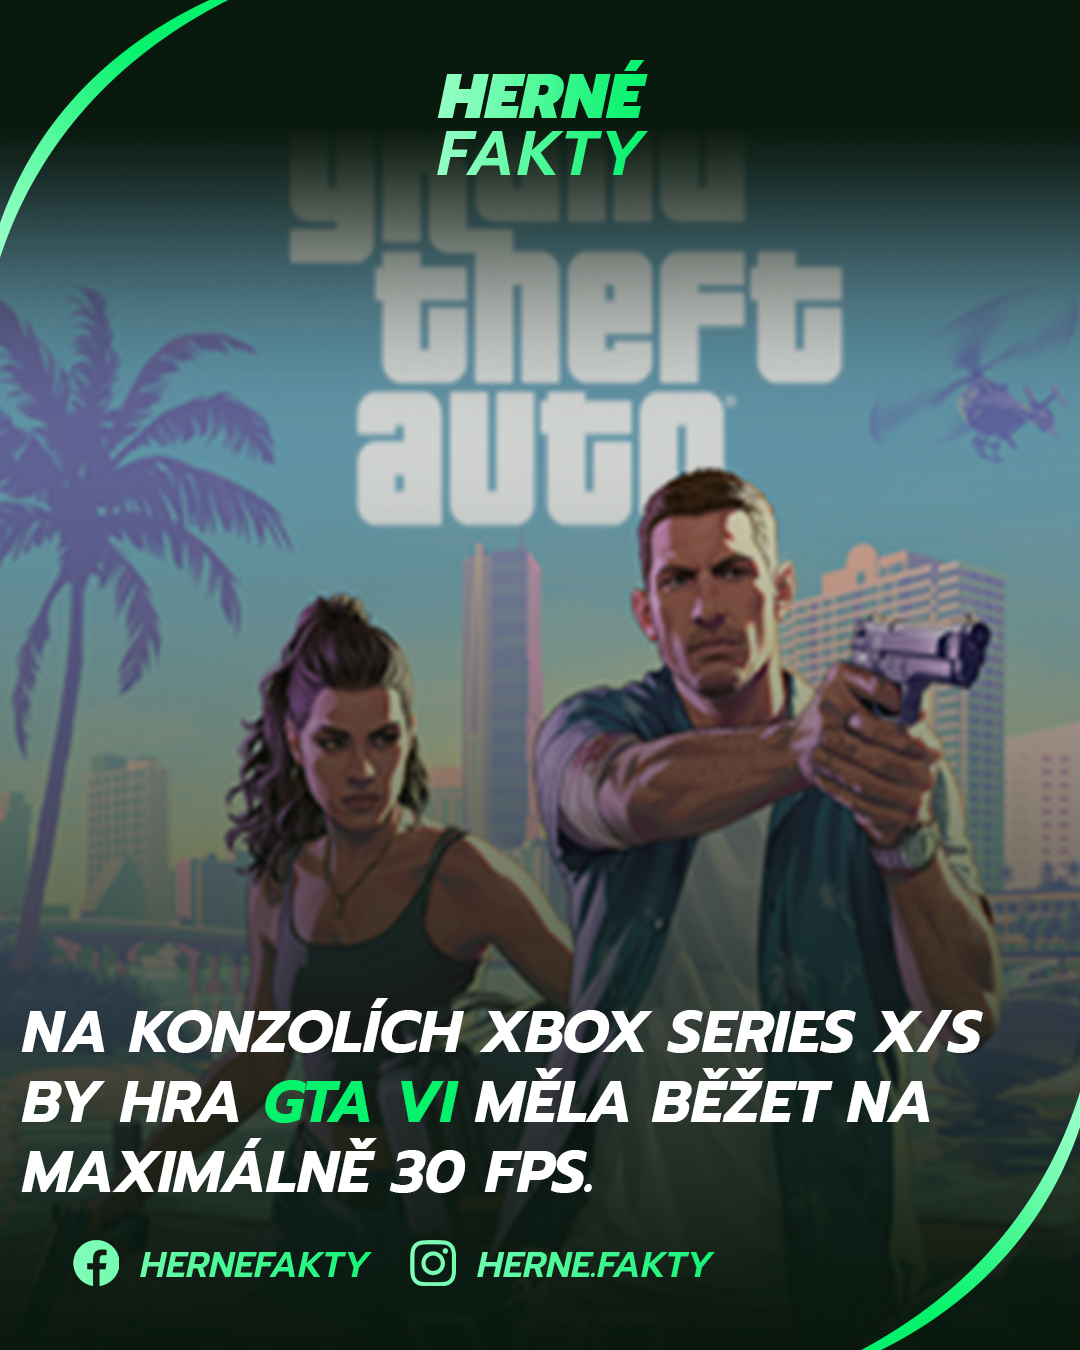 HERNÉ
FAKTY
grand
theft
auto
NA KONZOLÍCH XBOX SERIES X/S
BY HRA GTA VI MĚLA BĚŽET NA
MAXIMÁLNĚ 30 FPS.
HERNEFAKTY HERNE.FAKTY